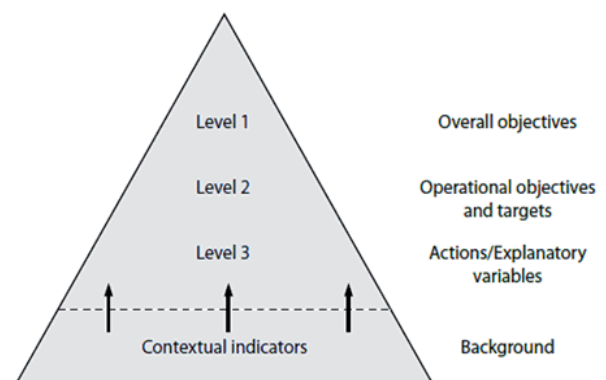 Level 1
Overall objectives
Level 2
Operational objectives
and targets
Level 3
Actions/Explanatory
variables
Contextual indicators
Background